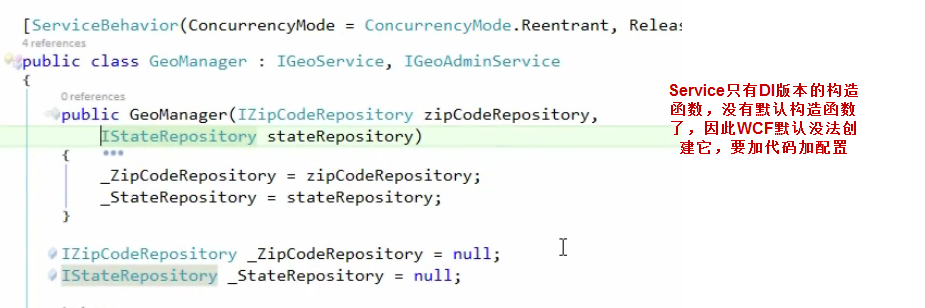 [ServiceBehavior(ConcurrencyMode = ConcurrencyMode.Reentrant, Releas
4 references
public class GeoManager : IGeoService, IGeoAdminService
{
0 references
public GeoManager(IZipCodeRepository zipCodeRepository,
IStateRepository stateRepository)
{
_ZipCodeRepository = zipCodeRepository;
_StateRepository = stateRepository;
}
IZipCodeRepository _ZipCodeRepository = null;
IStateRepository _StateRepository = null;
Service只有DI版本的构造
函数，没有默认构造函数
了，因此WCF默认没法创
建它，要加代码加配置